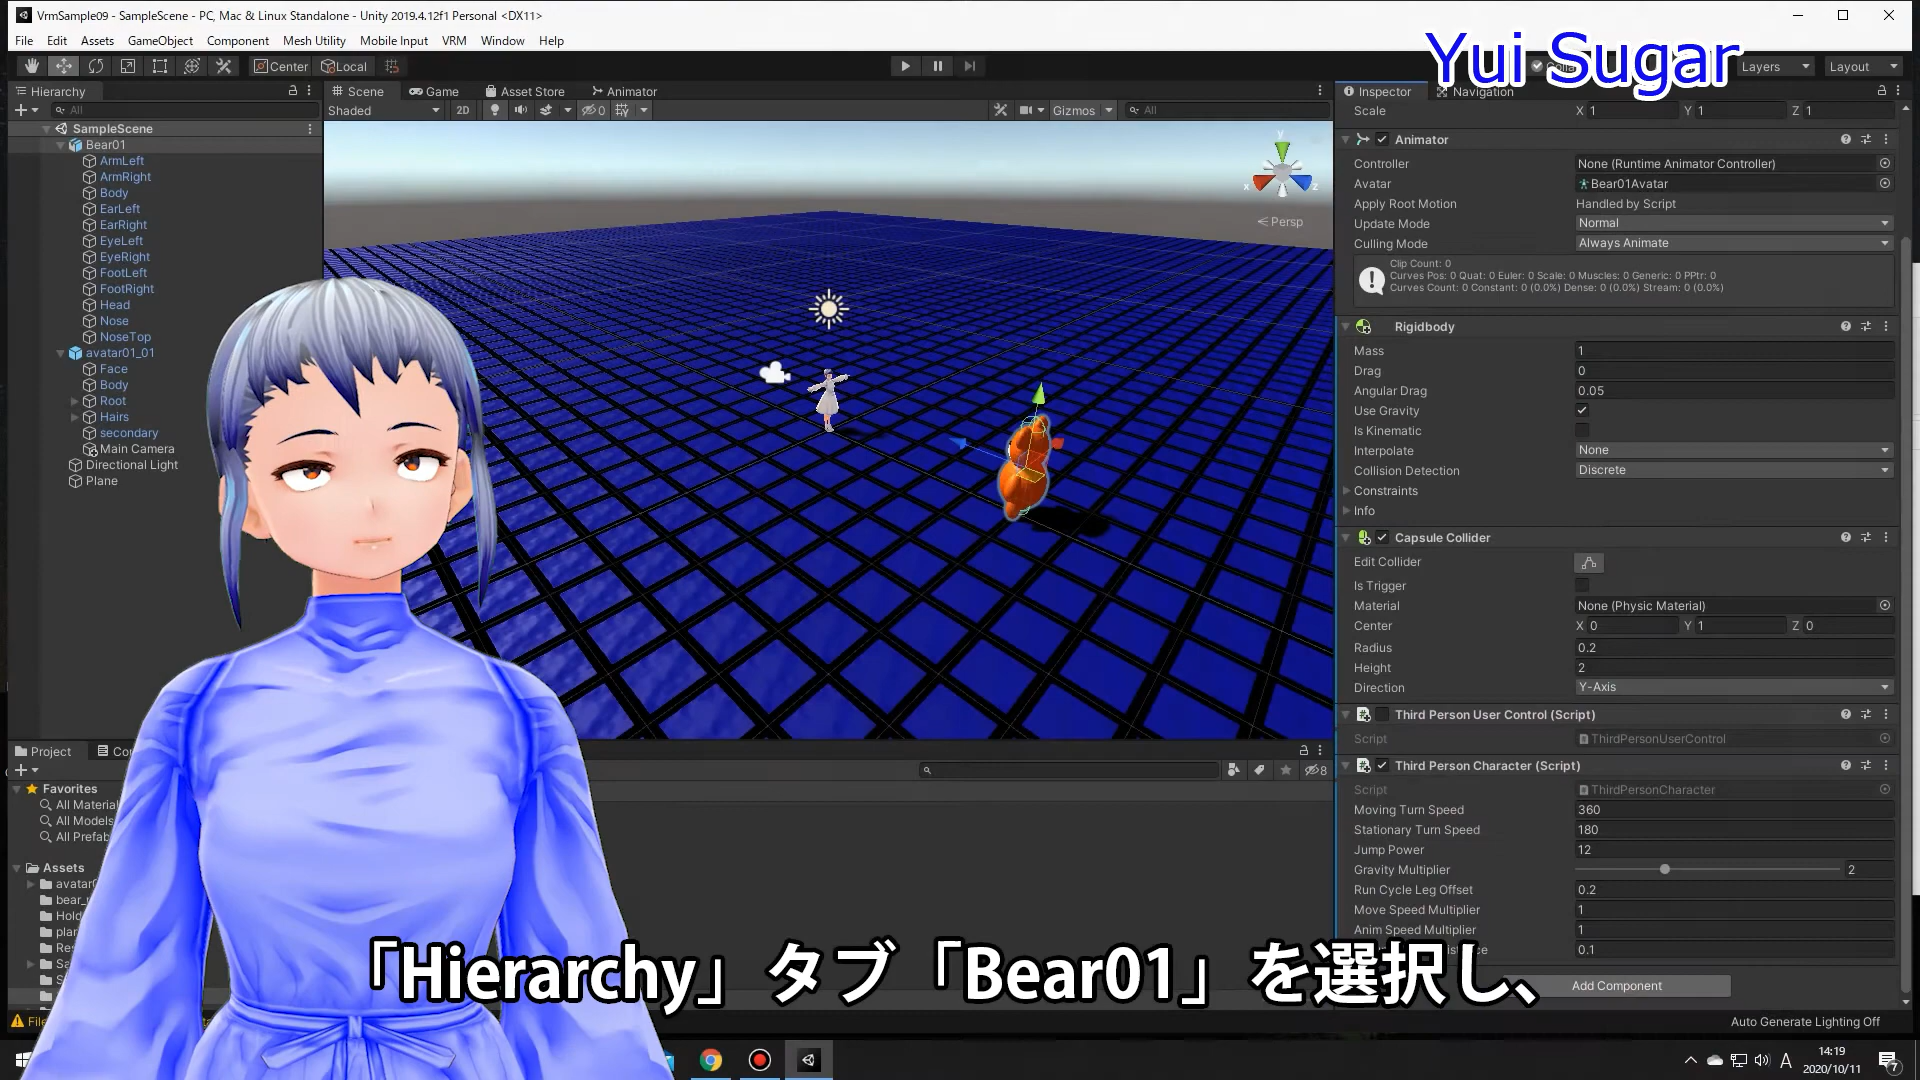 VrmSample09 - SampleScene - PC, Mac & Linux Standalone - Unity 2019.4.12f1 Personal <DX11>
File Edit Assets GameObject Component Mesh Utility Mobile Input VRM Window Help
Yui Sugar
Center Local
Layers Layout
Hierarchy
All
SampleScene
Bear01
ArmLeft
ArmRight
Body
EarLeft
EarRight
EyeLeft
EyeRight
FootLeft
FootRight
Head
Nose
NoseTop
avatar01_01
Face
Body
Root
Hairs
secondary
Main Camera
Directional Light
Plane
Scene Game Asset Store Animator
Shaded 2D 0 Gizmos All
y
x z
Persp
Inspector Navigation
Scale X 1 Y 1 Z 1
Animator
Controller None (Runtime Animator Controller)
Avatar Bear01Avatar
Apply Root Motion Handled by Script
Update Mode Normal
Culling Mode Always Animate
Clip Count: 0
Curves Pos: 0 Quat: 0 Euler: 0 Scale: 0 Muscles: 0 Generic: 0 PPtr: 0
Curves Count: 0 Constant: 0 (0.0%) Dense: 0 (0.0%) Stream: 0 (0.0%)
Rigidbody
Mass 1
Drag 0
Angular Drag 0.05
Use Gravity
Is Kinematic
Interpolate None
Collision Detection Discrete
Constraints
Info
Capsule Collider
Edit Collider
Is Trigger
Material None (Physic Material)
Center X 0 Y 1 Z 0
Radius 0.2
Height 2
Direction Y-Axis
Third Person User Control (Script)
Script ThirdPersonUserControl
Third Person Character (Script)
Script ThirdPersonCharacter
Moving Turn Speed 360
Stationary Turn Speed 180
Jump Power 12
Gravity Multiplier 2
Run Cycle Leg Offset 0.2
Move Speed Multiplier 1
Anim Speed Multiplier 1
0.1
Add Component
Auto Generate Lighting Off
Project
8
Favorites
All Material
All Models
All Prefab
Assets
「Hierarchy」タブ「Bear01」を選択し、
A
14:19
2020/10/11
7